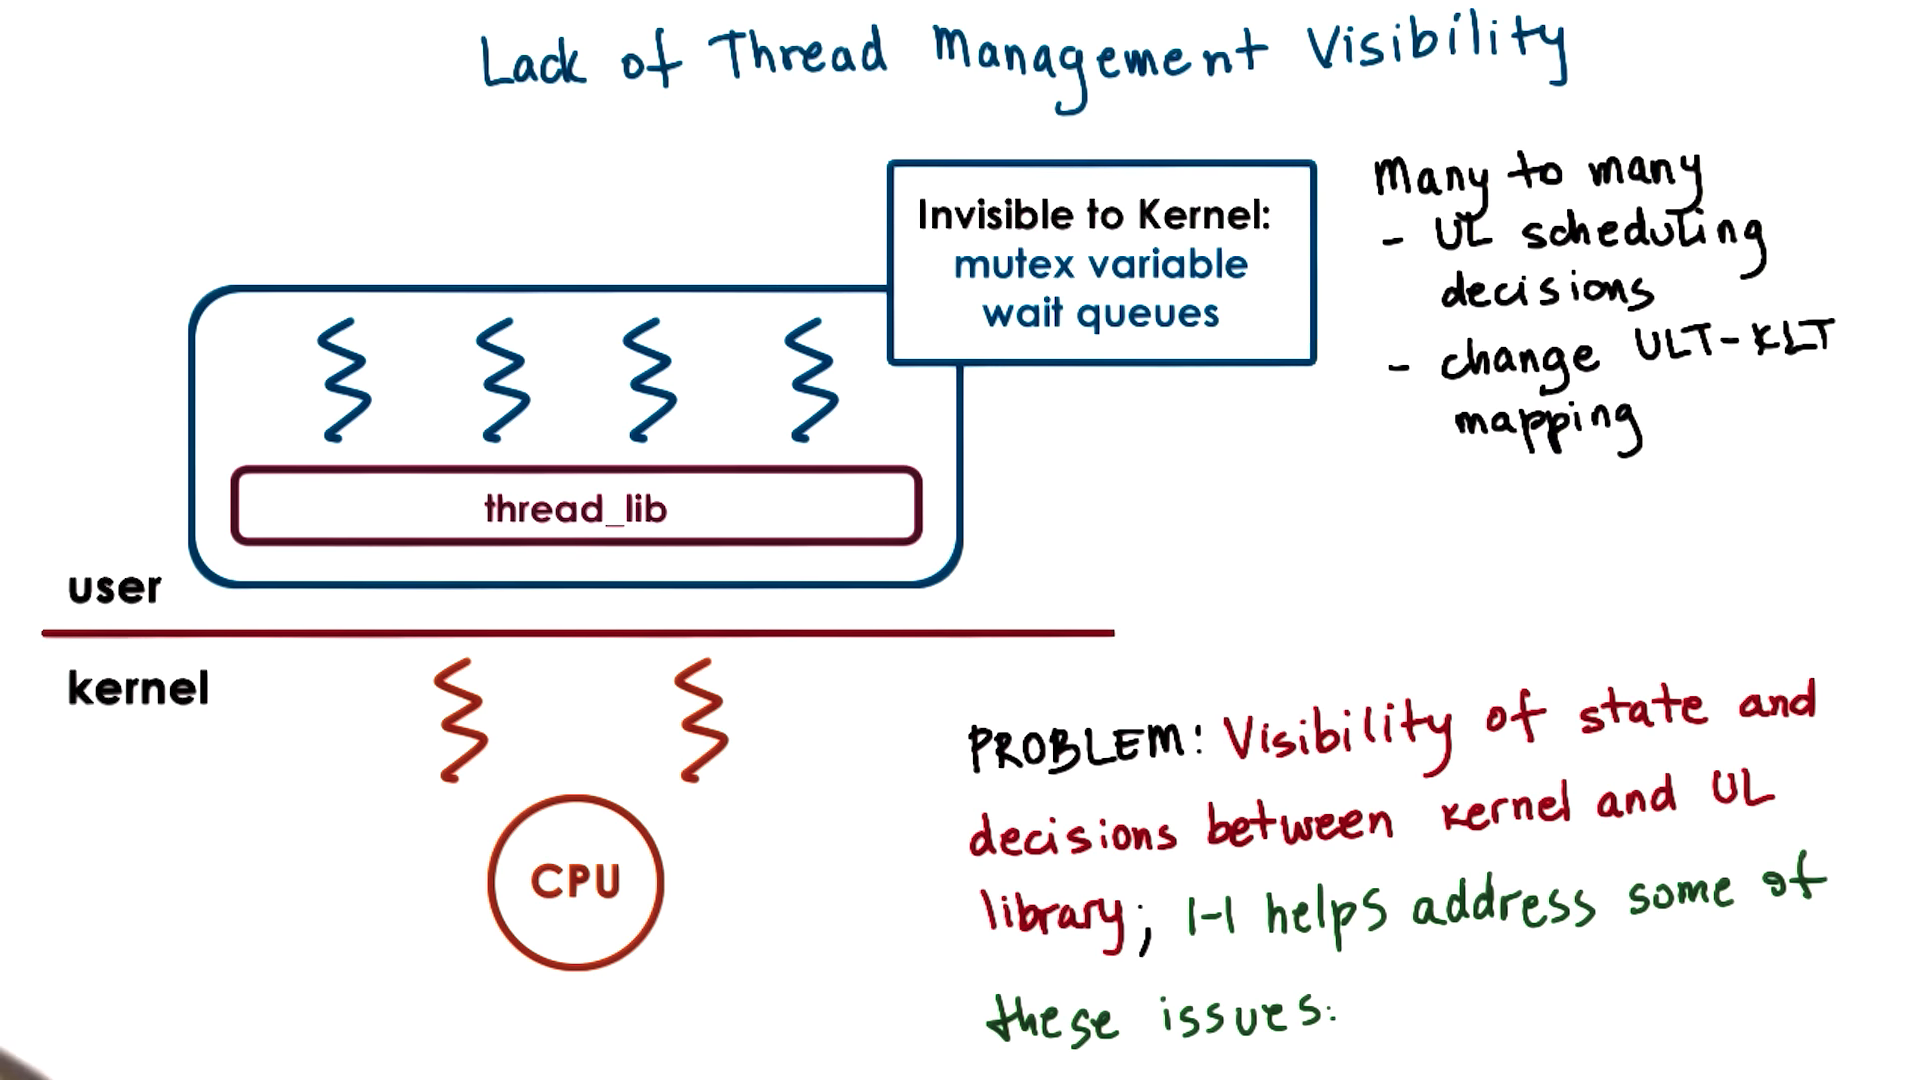 Lack of Thread Management Visibility
Invisible to Kernel:
mutex variable
wait queues
Many to many
- UL scheduling
decisions
- change ULT-KLT
mapping
thread_lib
user
kernel
CPU
PROBLEM: Visibility of state and
decisions between kernel and UL
library; 1-1 helps address some of
these issues.